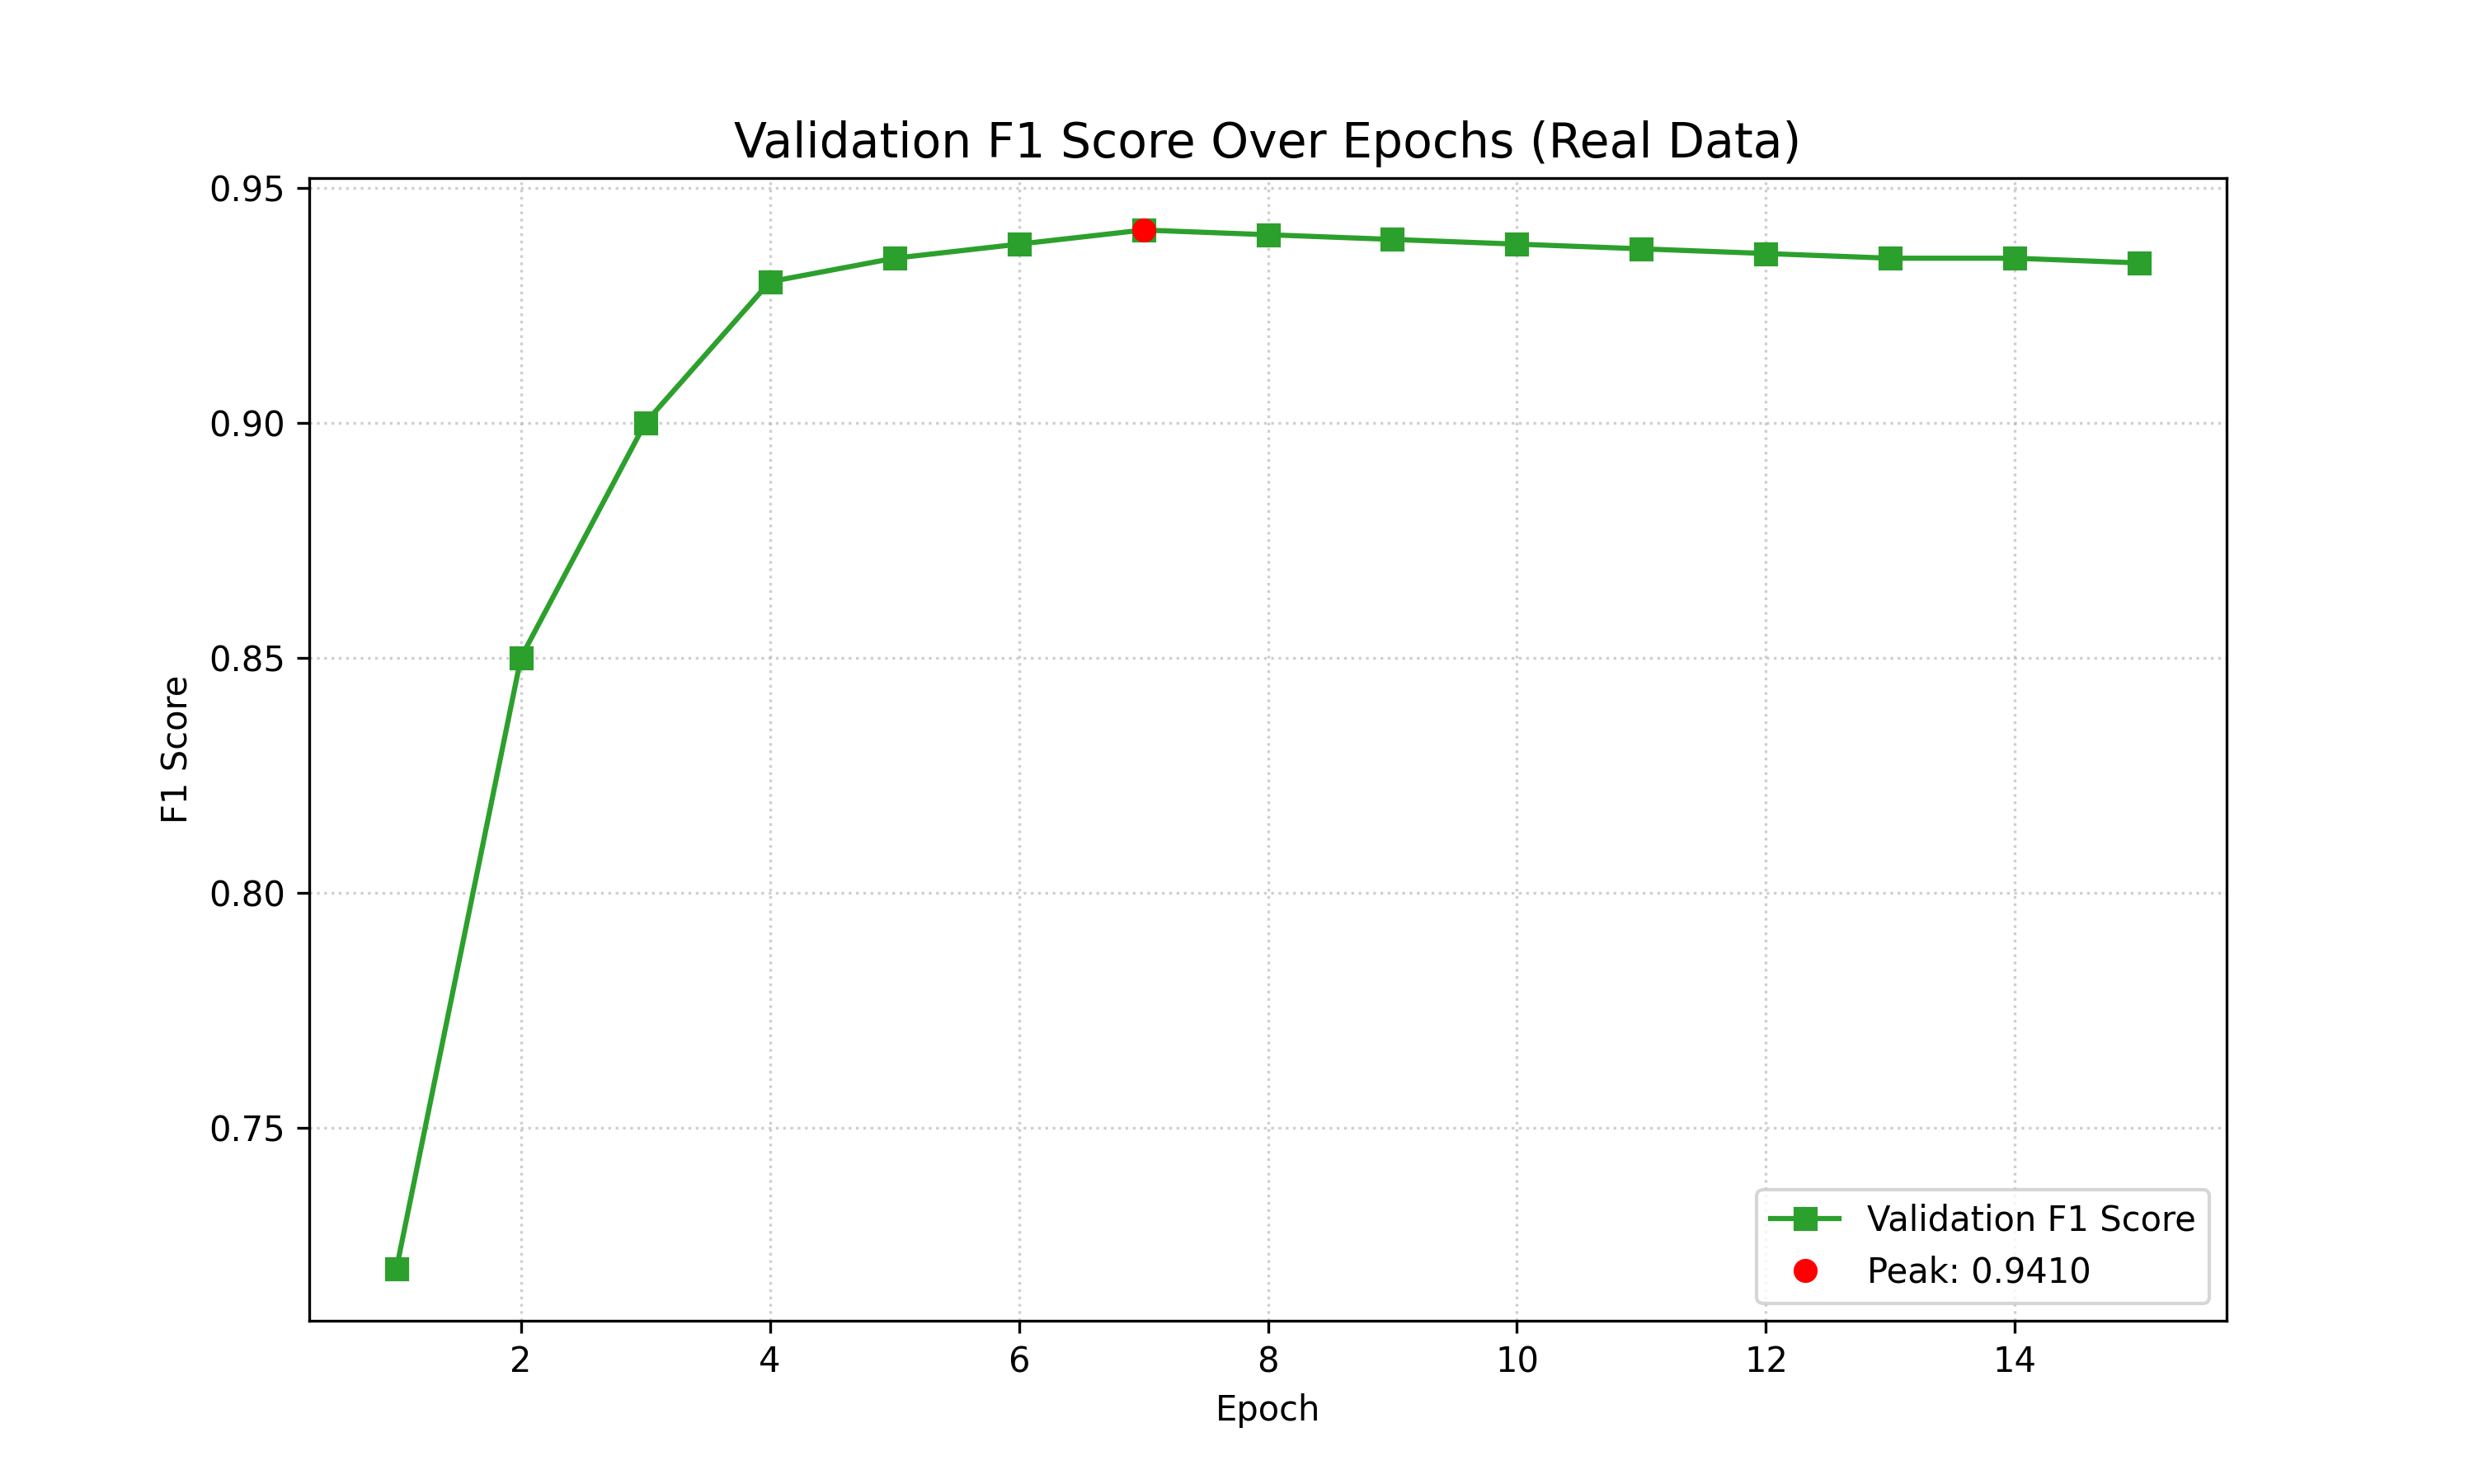 Validation F1 Score Over Epochs (Real Data)
0.95
0.90
0.85
0.80
0.75
F1 Score
Validation F1 Score
Peak: 0.9410
2 4 6 8 10 12 14
Epoch